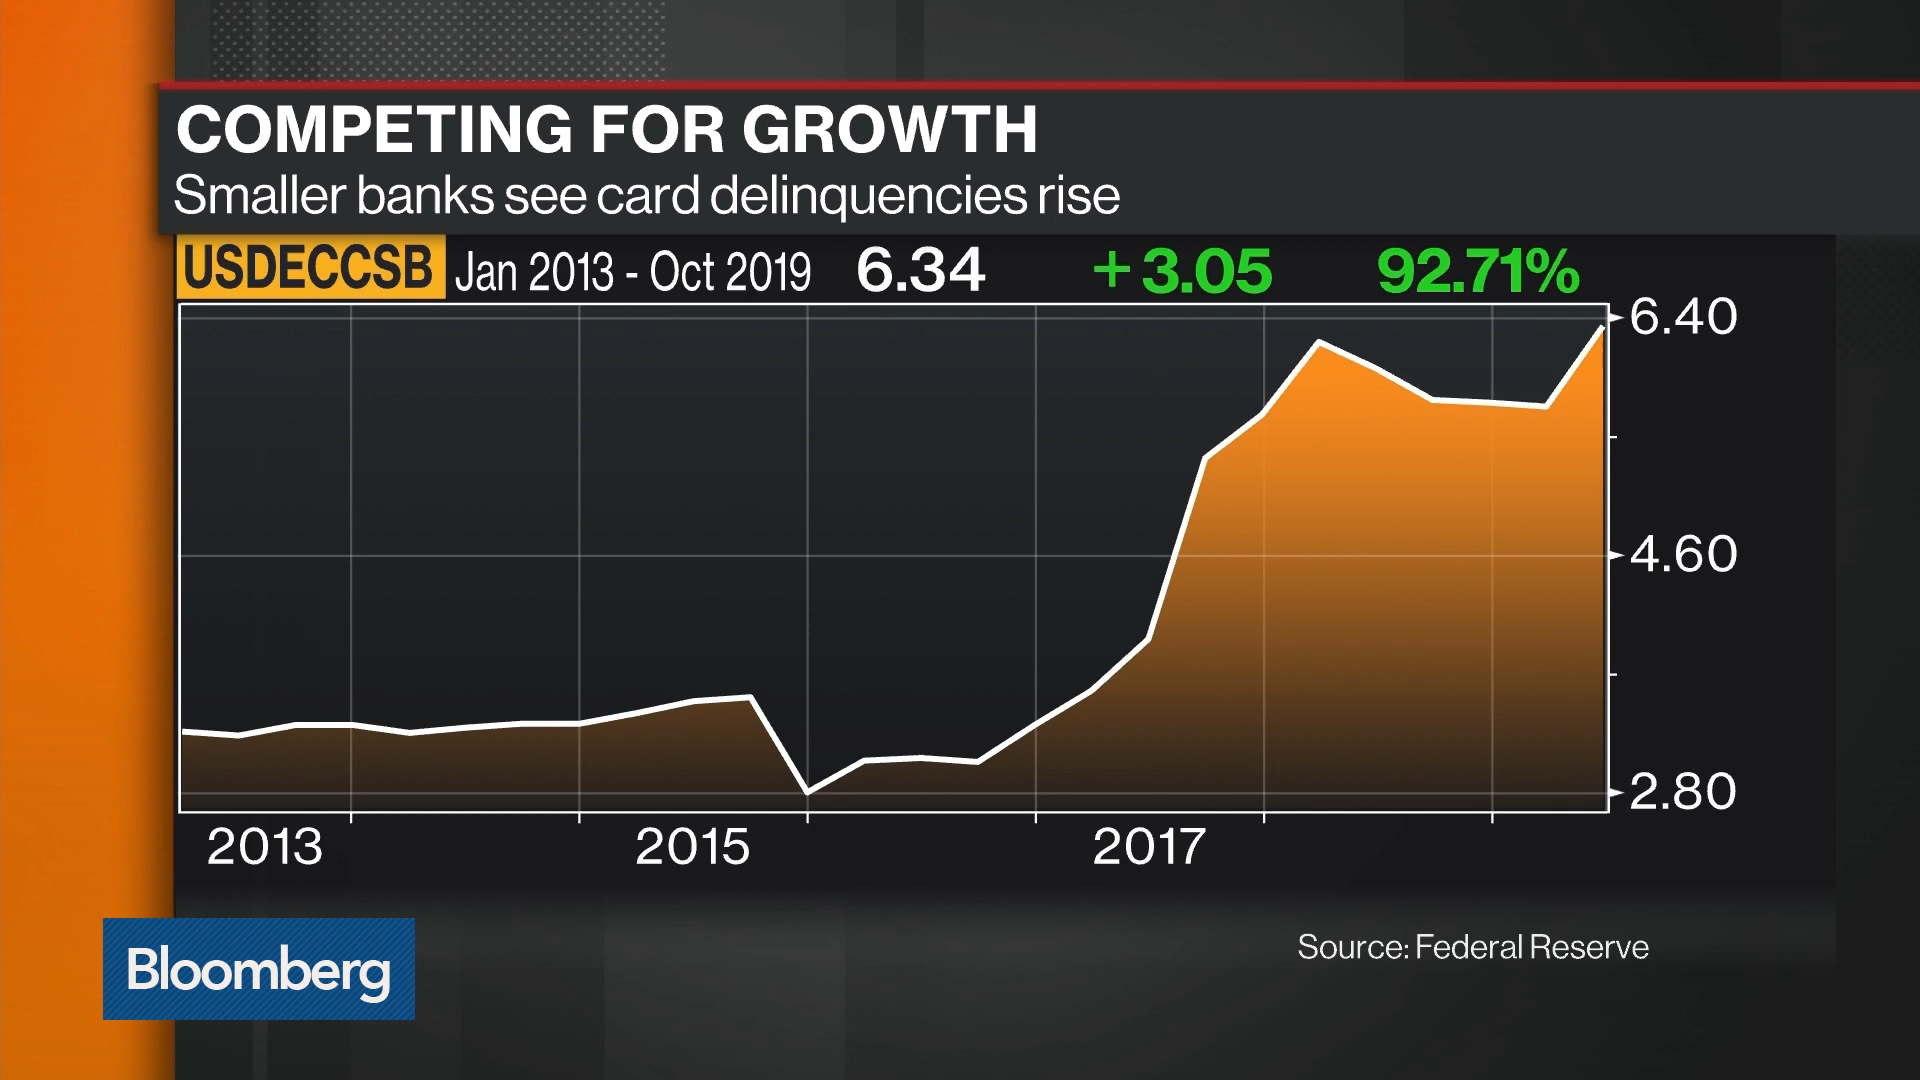 COMPETING FOR GROWTH
Smaller banks see card delinquencies rise
USDECCSB Jan 2013 - Oct 2019 6.34 +3.05 92.71%
6.40
4.60
2.80
2013 2015 2017
Source: Federal Reserve
Bloomberg